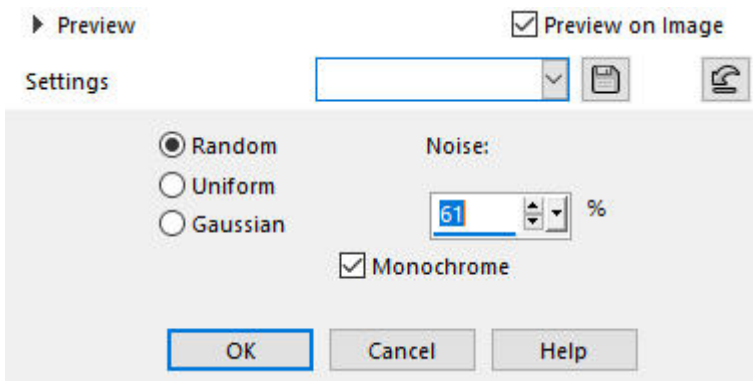 Preview
Preview on Image
Settings
Random
Noise:
Uniform
61 %
Gaussian
Monochrome
OK Cancel Help